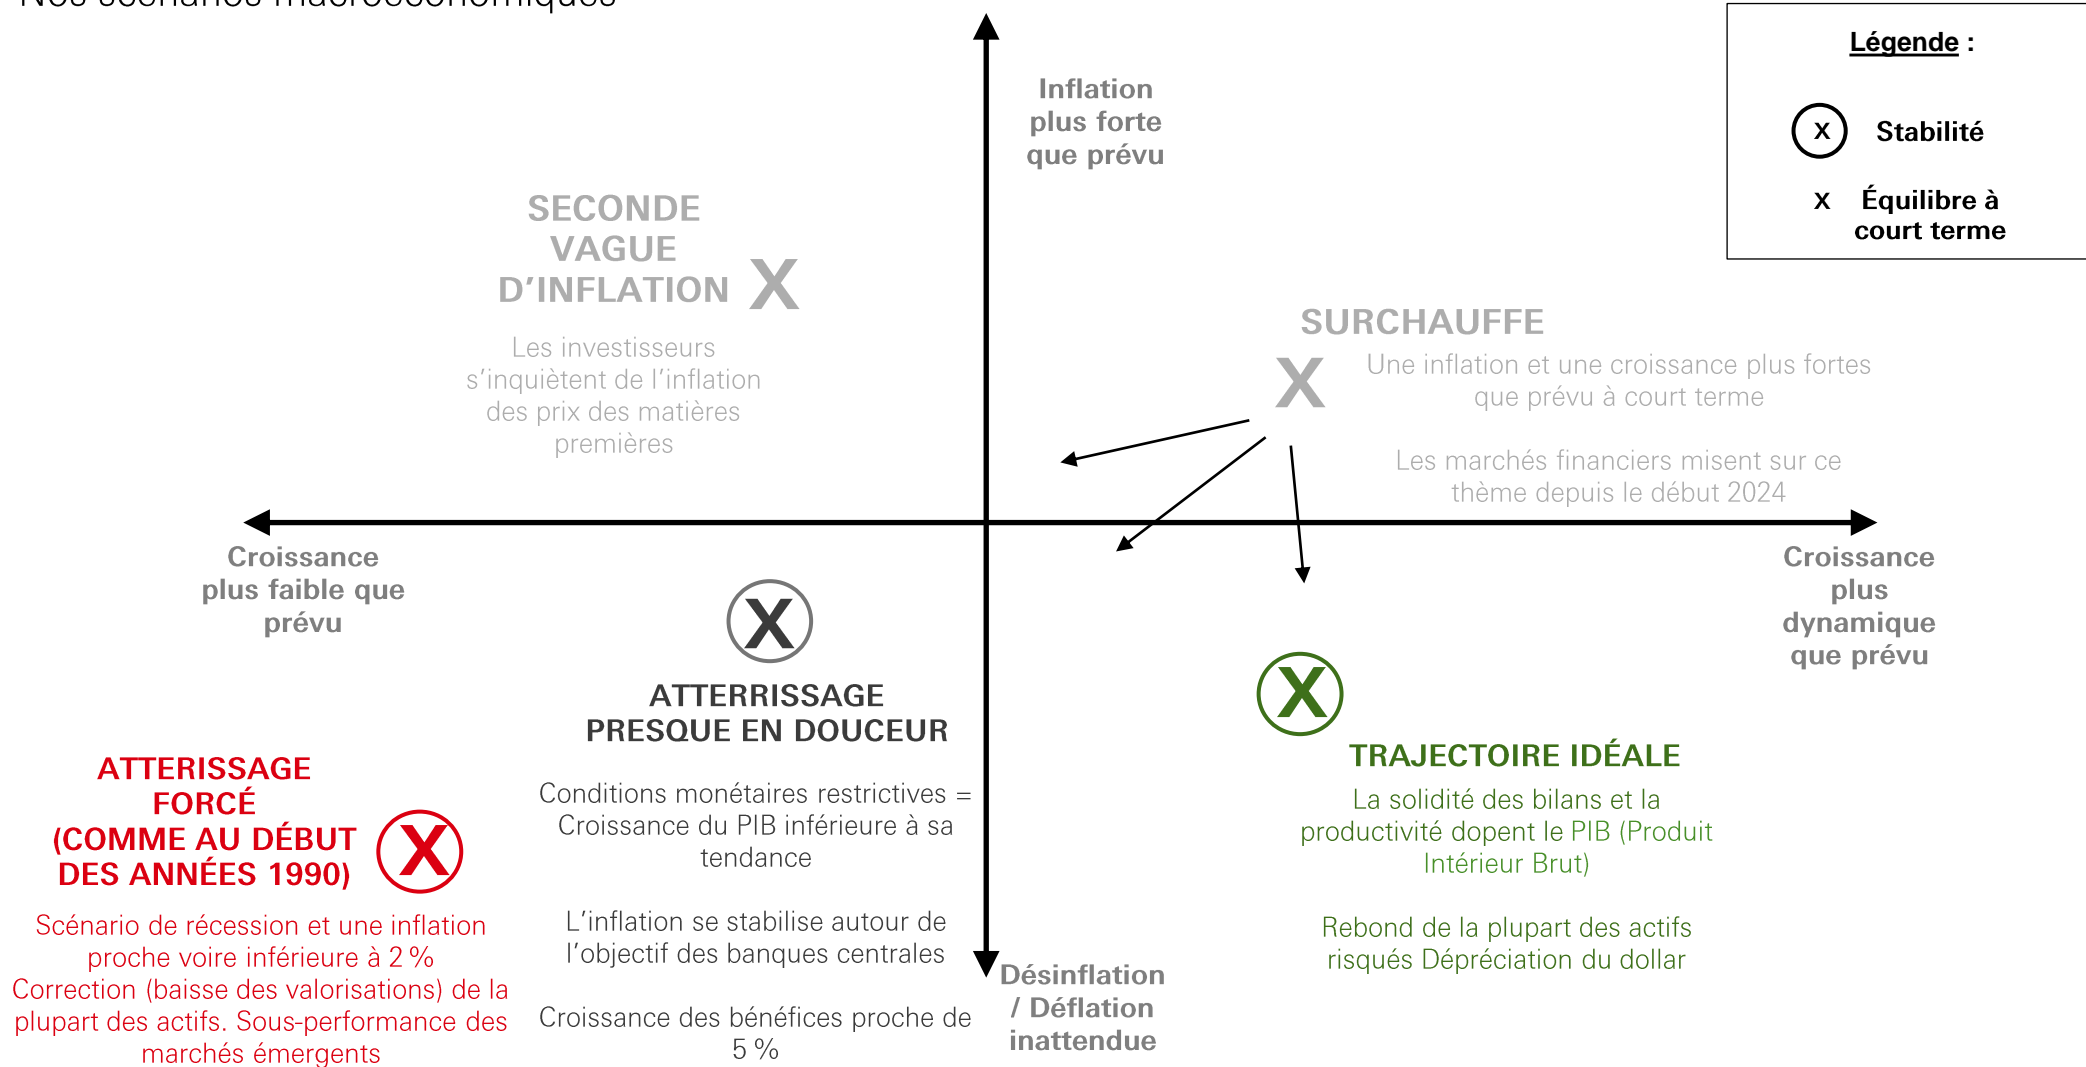 Nos scénarios macroéconomiques
Légende :
X Stabilité
X Équilibre à
court terme
Inflation
plus forte
que prévu
SECONDE
VAGUE
D’INFLATION X
Les investisseurs
s’inquiètent de l’inflation
des prix des matières
premières
SURCHAUFFE
X
Une inflation et une croissance plus fortes
que prévu à court terme
Les marchés financiers misent sur ce
thème depuis le début 2024
Croissance
plus faible que
prévu
Croissance
plus
dynamique
que prévu
X
ATTERRISSAGE
PRESQUE EN DOUCEUR
Conditions monétaires restrictives =
Croissance du PIB inférieure à sa
tendance
L’inflation se stabilise autour de
l’objectif des banques centrales
Croissance des bénéfices proche de
5 %
X
TRAJECTOIRE IDÉALE
La solidité des bilans et la
productivité dopent le PIB (Produit
Intérieur Brut)
Rebond de la plupart des actifs
risqués Dépréciation du dollar
ATTERISSAGE
FORCÉ
(COMME AU DÉBUT
DES ANNÉES 1990)
X
Scénario de récession et une inflation
proche voire inférieure à 2 %
Correction (baisse des valorisations) de la
plupart des actifs. Sous-performance des
marchés émergents
Désinflation
/ Déflation
inattendue